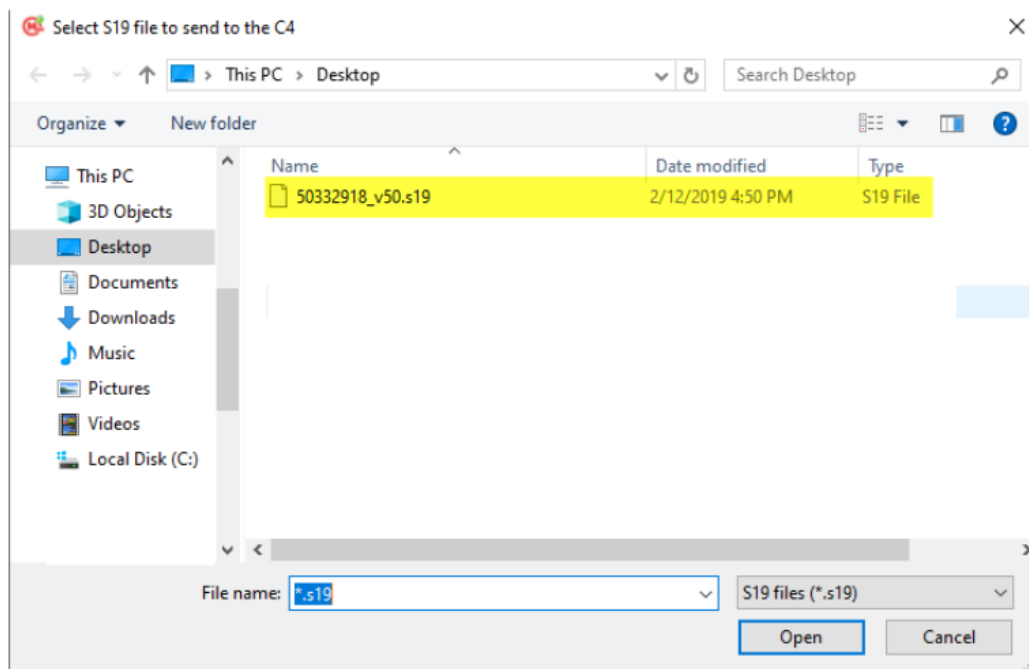 Select S19 file to send to the C4
This PC > Desktop
Search Desktop
Organize
New folder
Name
Date modified
Type
50332918_v50.s19
2/12/2019 4:50 PM
S19 File
This PC
3D Objects
Desktop
Documents
Downloads
Music
Pictures
Videos
Local Disk (C:)
File name:
*.s19
S19 files (*.s19)
Open
Cancel